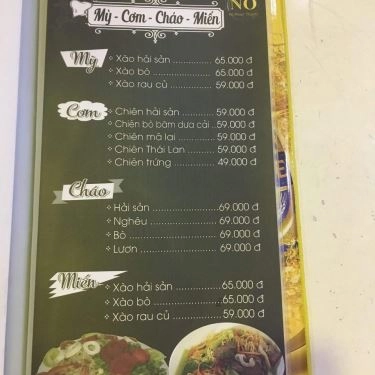 Mỳ - Cơm - Cháo - Miến
NO
Mỳ
Xào hải sản .............. 65.000 đ
Xào bò .................... 65.000 đ
Xào rau củ ............... 59.000 đ
Cơm
Chiên hải sản ........... 59.000 đ
Chiên bò băm dưa cải .. 59.000 đ
Chiên mã lai ............ 59.000 đ
Chiên Thái Lan ......... 59.000 đ
Chiên trứng ............. 49.000 đ
Cháo
Hải sản .................. 69.000 đ
Nghêu .................... 69.000 đ
Bò ......................... 69.000 đ
Lươn ...................... 69.000 đ
Miến
Xào hải sản ............. 65.000 đ
Xào bò .................... 65.000 đ
Xào rau củ ............... 59.000 đ